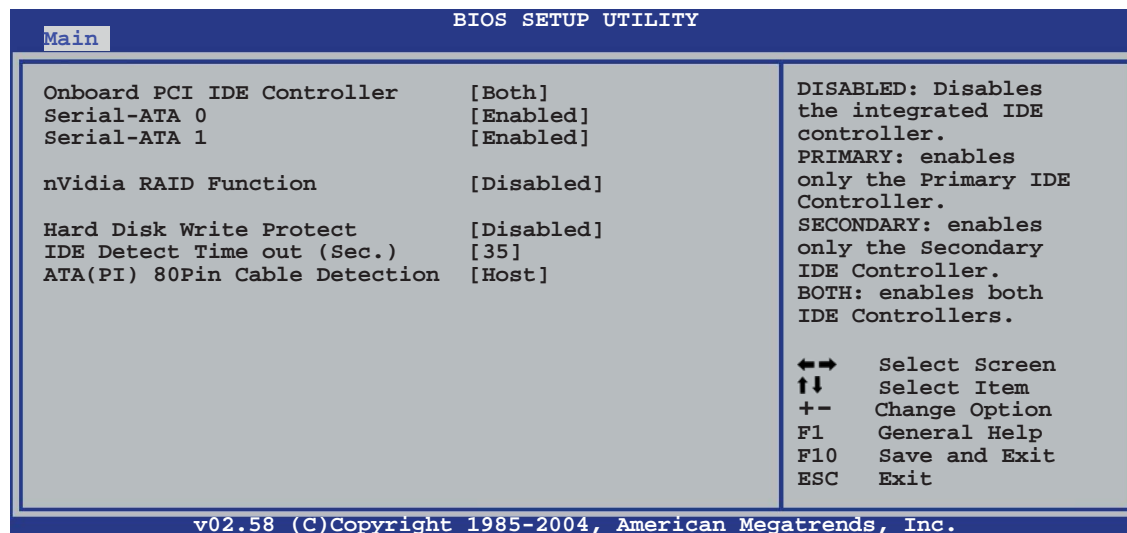 BIOS SETUP UTILITY
Main
Onboard PCI IDE Controller [Both]
Serial-ATA 0 [Enabled]
Serial-ATA 1 [Enabled]
nVidia RAID Function [Disabled]
Hard Disk Write Protect [Disabled]
IDE Detect Time out (Sec.) [35]
ATA(PI) 80Pin Cable Detection [Host]
DISABLED: Disables
the integrated IDE
controller.
PRIMARY: enables
only the Primary IDE
Controller.
SECONDARY: enables
only the Secondary
IDE Controller.
BOTH: enables both
IDE Controllers.
←→ Select Screen
↑↓ Select Item
+- Change Option
F1 General Help
F10 Save and Exit
ESC Exit
v02.58 (C)Copyright 1985-2004, American Megatrends, Inc.